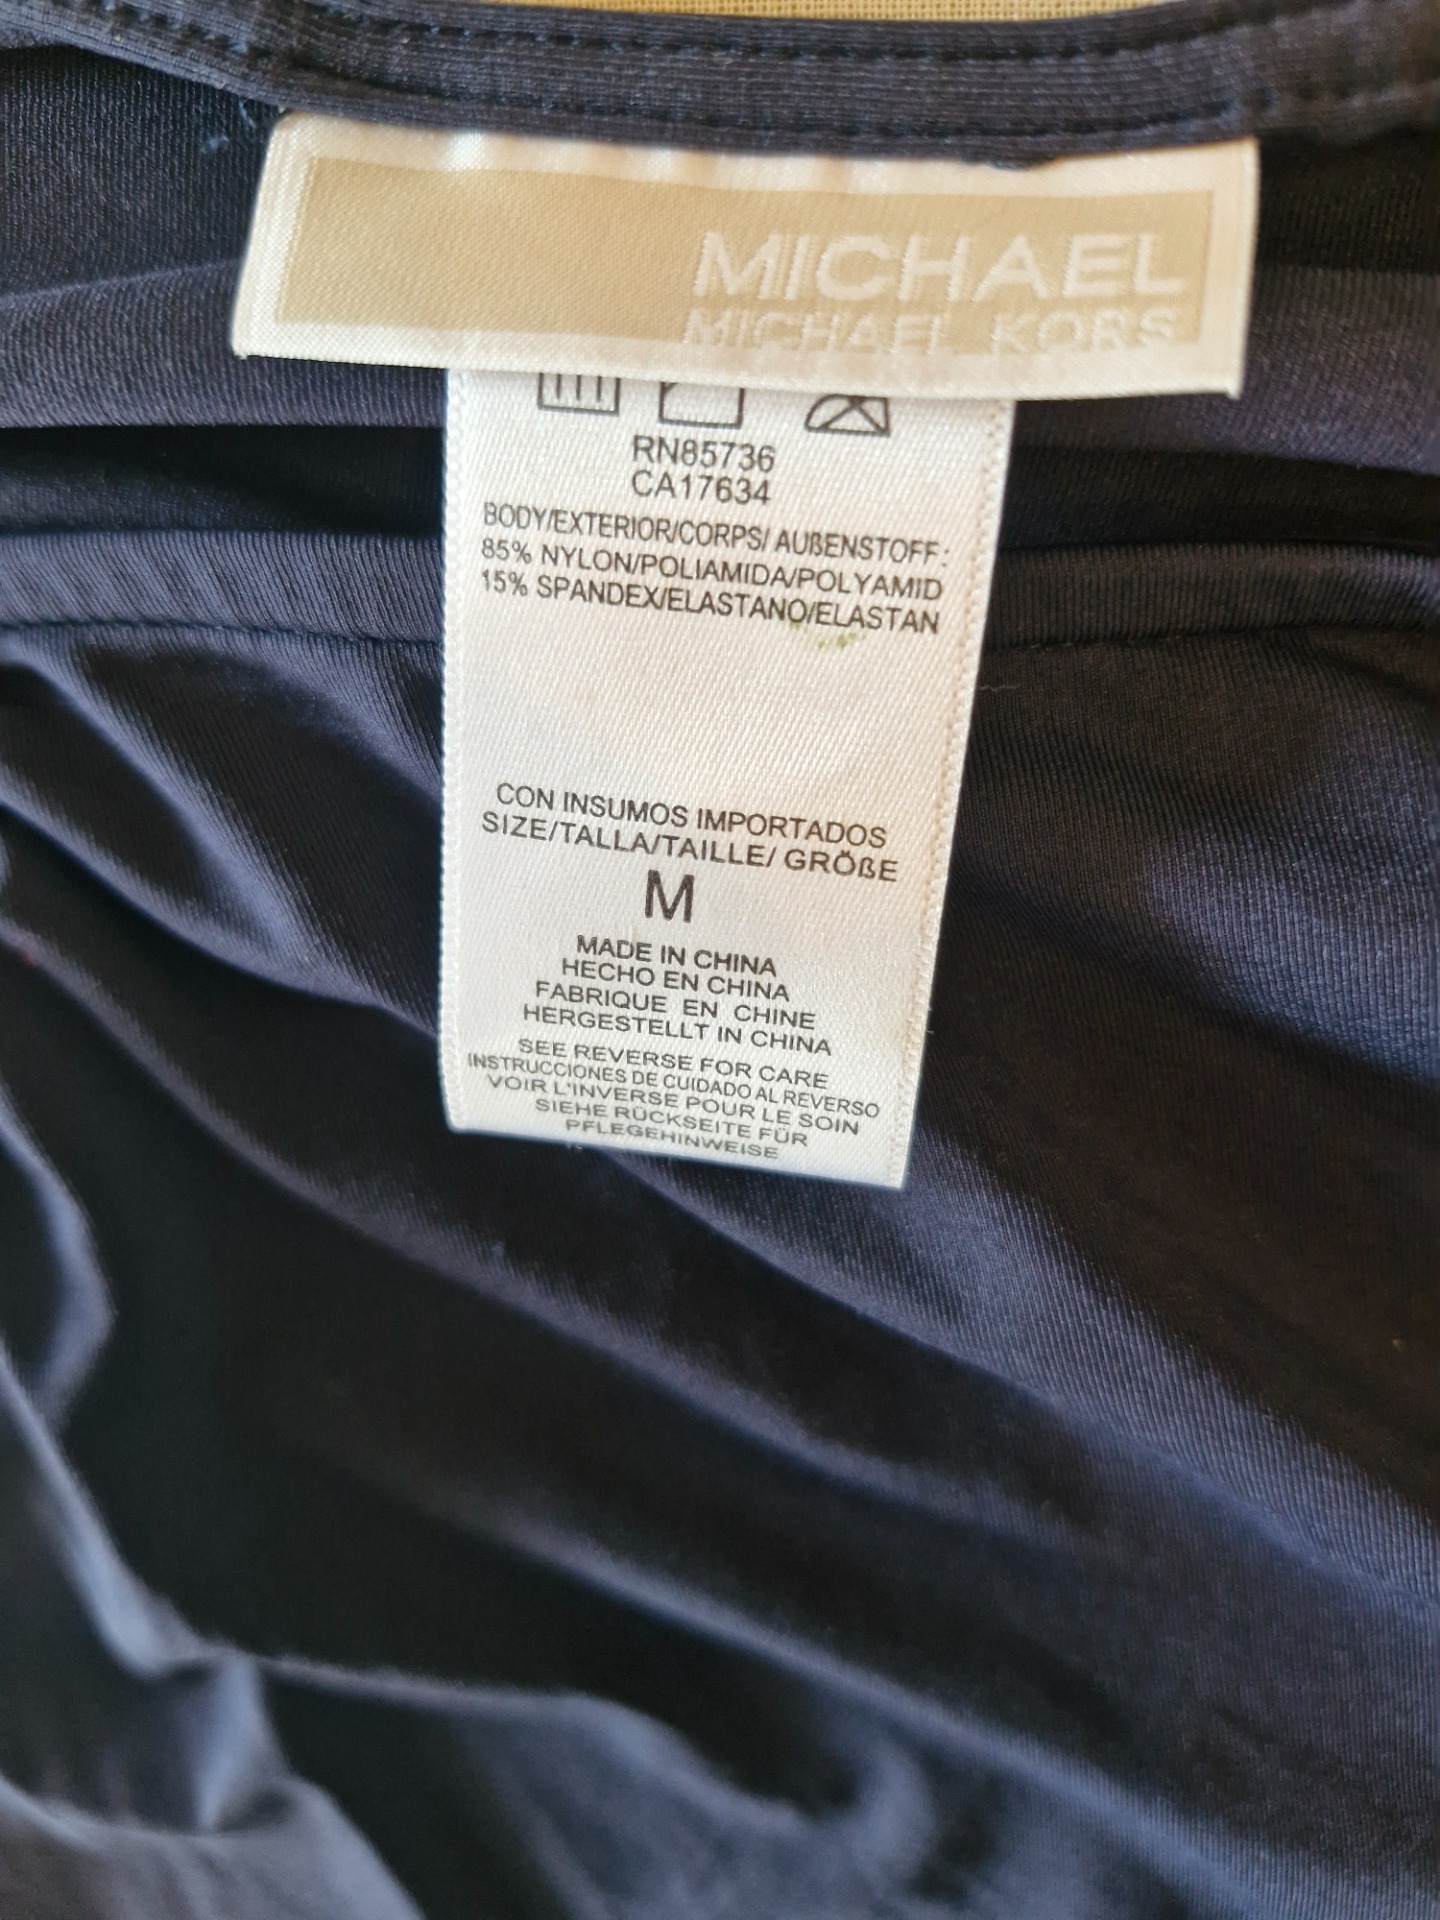 MICHAEL
MICHAEL KORS
RN85736
CA17634
BODY/EXTERIOR/CORPS/ AUßENSTOFF:
85% NYLON/POLIAMIDA/POLYAMID
15% SPANDEX/ELASTANO/ELASTAN
CON INSUMOS IMPORTADOS
SIZE/TALLA/TAILLE/ GRÖßE
M
MADE IN CHINA
HECHO EN CHINA
FABRIQUE EN CHINE
HERGESTELLT IN CHINA
SEE REVERSE FOR CARE
INSTRUCCIONES DE CUIDADO AL REVERSO
VOIR L'INVERSE POUR LE SOIN
SIEHE RÜCKSEITE FÜR
PFLEGEHINWEISE